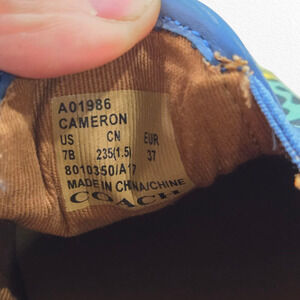 A01986
CAMERON
US CN EUR
7B 235(1.5) 37
8010350/A17
MADE IN CHINA/CHINE
COACH